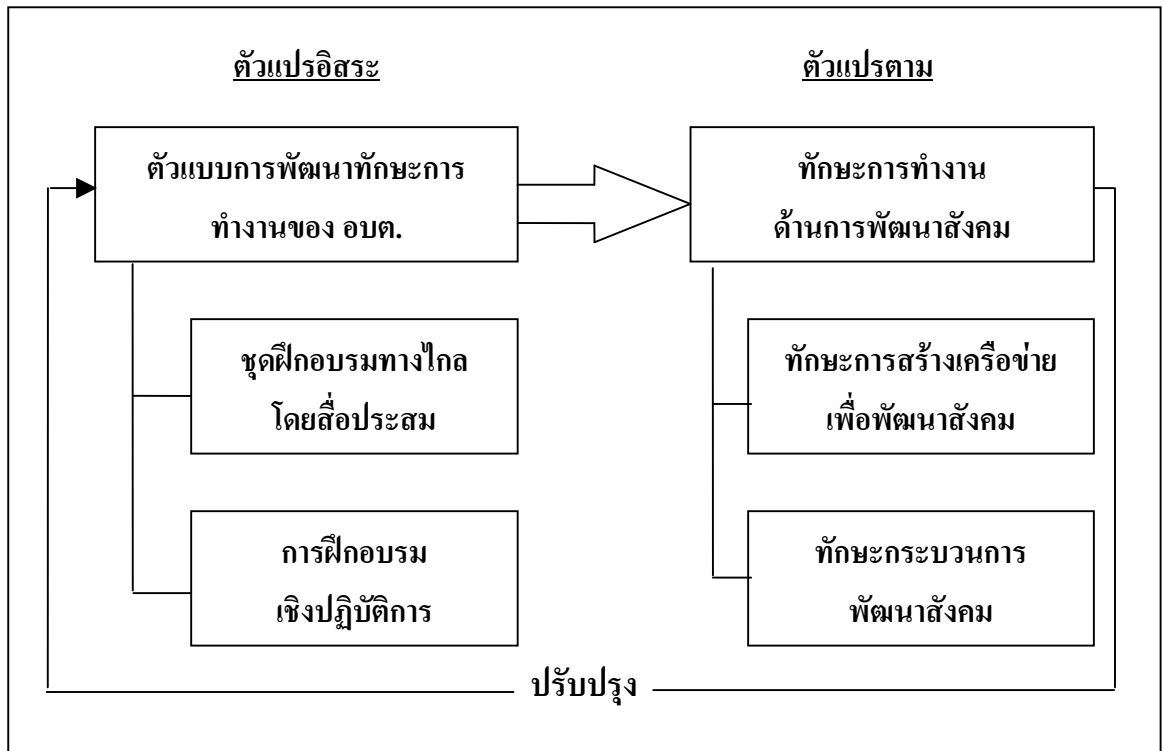 ตัวแปรอิสระ
ตัวแบบการพัฒนาทักษะการ
ทำงานของ อบต.
ชุดฝึกอบรมทางไกล
โดยสื่อประสม
การฝึกอบรม
เชิงปฏิบัติการ
ตัวแปรตาม
ทักษะการทำงาน
ด้านการพัฒนาสังคม
ทักษะการสร้างเครือข่าย
เพื่อพัฒนาสังคม
ทักษะกระบวนการ
พัฒนาสังคม
ปรับปรุง